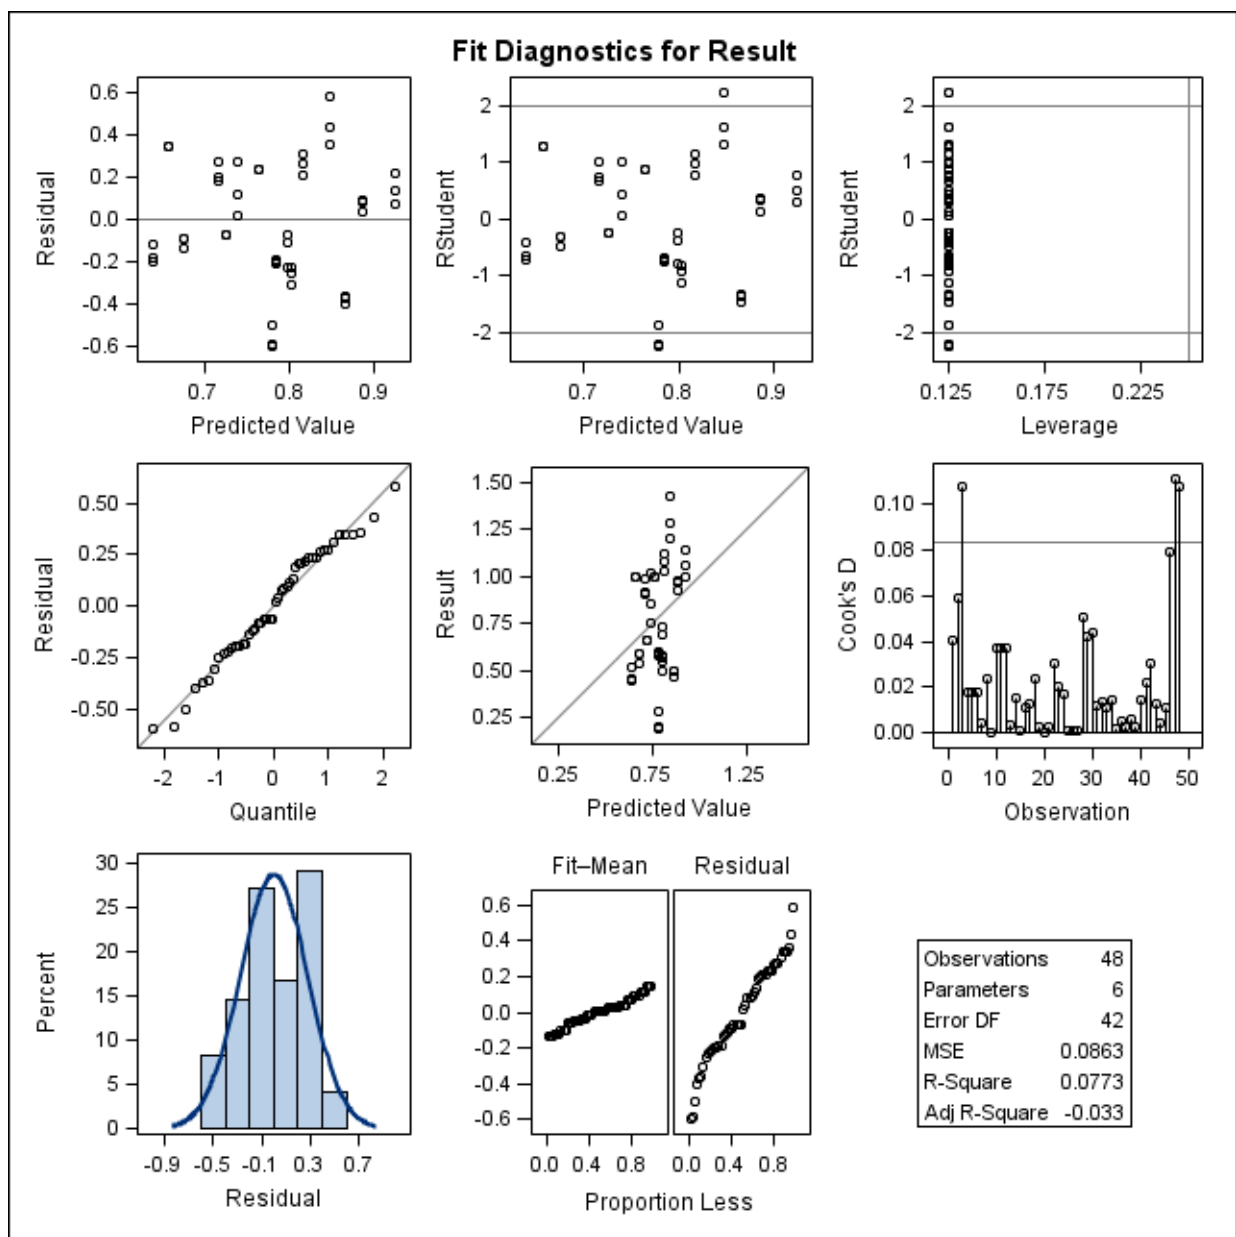 Fit Diagnostics for Result
Residual
0.6
0.4
0.2
0.0
-0.2
-0.4
-0.6
0.7 0.8 0.9
Predicted Value
RStudent
2
1
0
-1
-2
0.7 0.8 0.9
Predicted Value
RStudent
2
1
0
-1
-2
0.125 0.175 0.225
Leverage
Residual
0.50
0.25
0.00
-0.25
-0.50
-2 -1 0 1 2
Quantile
Result
1.50
1.25
1.00
0.75
0.50
0.25
0.25 0.75 1.25
Predicted Value
Cook's D
0.10
0.08
0.06
0.04
0.02
0.00
0 10 20 30 40 50
Observation
Percent
30
25
20
15
10
5
0
-0.9 -0.5 -0.1 0.3 0.7
Residual
Fit–Mean Residual
0.6
0.4
0.2
0.0
-0.2
-0.4
-0.6
0.0 0.4 0.8 0.0 0.4 0.8
Proportion Less
Observations 48
Parameters 6
Error DF 42
MSE 0.0863
R-Square 0.0773
Adj R-Square -0.033